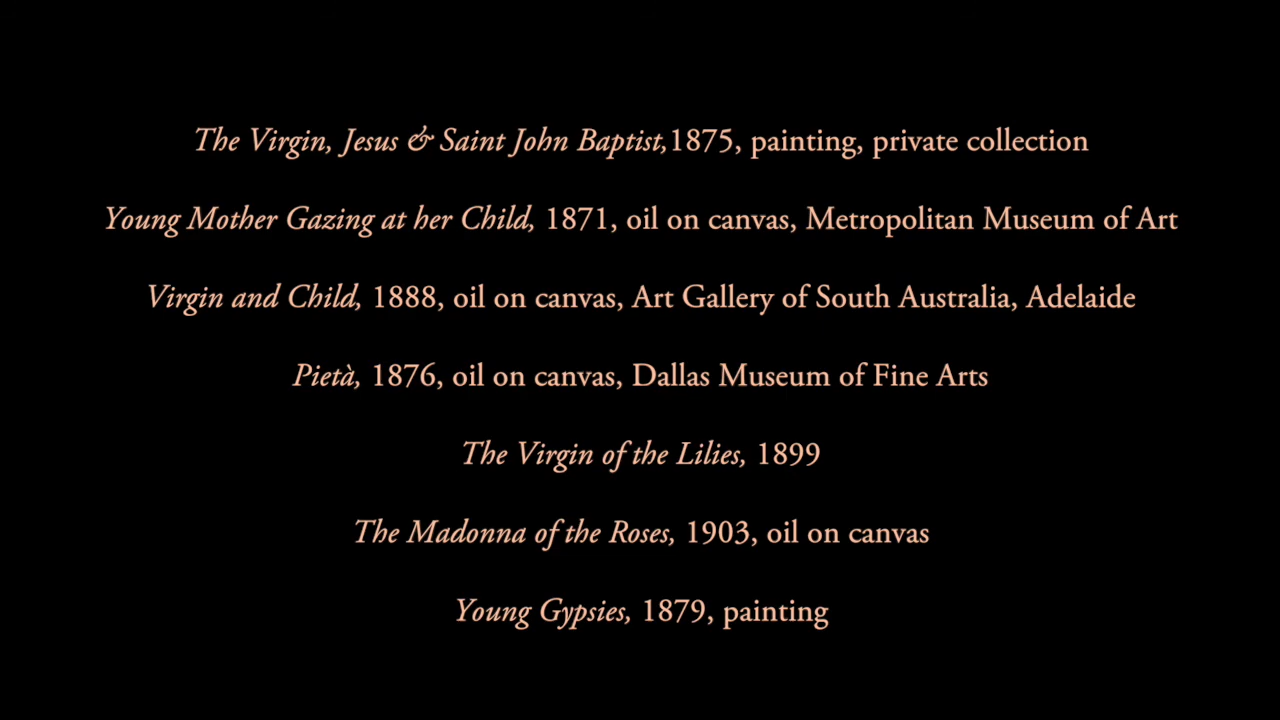 The Virgin, Jesus & Saint John Baptist,1875, painting, private collection
Young Mother Gazing at her Child, 1871, oil on canvas, Metropolitan Museum of Art
Virgin and Child, 1888, oil on canvas, Art Gallery of South Australia, Adelaide
Pietà, 1876, oil on canvas, Dallas Museum of Fine Arts
The Virgin of the Lilies, 1899
The Madonna of the Roses, 1903, oil on canvas
Young Gypsies, 1879, painting